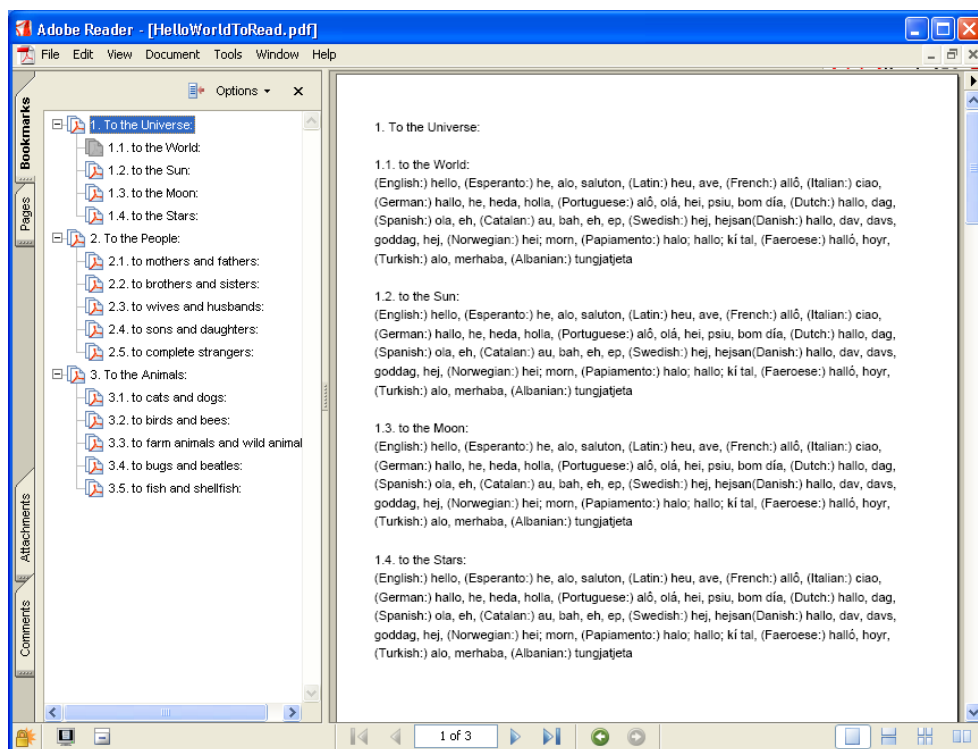 Adobe Reader - [HelloWorldToRead.pdf]
File Edit View Document Tools Window Help
Bookmarks
Pages
Attachments
Comments
Options
1. To the Universe:
1.1. to the World:
1.2. to the Sun:
1.3. to the Moon:
1.4. to the Stars:
2. To the People:
2.1. to mothers and fathers:
2.2. to brothers and sisters:
2.3. to wives and husbands:
2.4. to sons and daughters:
2.5. to complete strangers:
3. To the Animals:
3.1. to cats and dogs:
3.2. to birds and bees:
3.3. to farm animals and wild animal
3.4. to bugs and beatles:
3.5. to fish and shellfish:
1. To the Universe:
1.1. to the World:
(English:) hello, (Esperanto:) he, alo, saluton, (Latin:) heu, ave, (French:) allô, (Italian:) ciao,
(German:) hallo, he, heda, holla, (Portuguese:) alô, olá, hei, psiu, bom día, (Dutch:) hallo, dag,
(Spanish:) ola, eh, (Catalan:) au, bah, eh, ep, (Swedish:) hej, hejsan(Danish:) hallo, dav, davs,
goddag, hej, (Norwegian:) hei; morn, (Papiamento:) halo; hallo; kí tal, (Faeroese:) halló, hoyr,
(Turkish:) alo, merhaba, (Albanian:) tungjatjeta
1.2. to the Sun:
(English:) hello, (Esperanto:) he, alo, saluton, (Latin:) heu, ave, (French:) allô, (Italian:) ciao,
(German:) hallo, he, heda, holla, (Portuguese:) alô, olá, hei, psiu, bom día, (Dutch:) hallo, dag,
(Spanish:) ola, eh, (Catalan:) au, bah, eh, ep, (Swedish:) hej, hejsan(Danish:) hallo, dav, davs,
goddag, hej, (Norwegian:) hei; morn, (Papiamento:) halo; hallo; kí tal, (Faeroese:) halló, hoyr,
(Turkish:) alo, merhaba, (Albanian:) tungjatjeta
1.3. to the Moon:
(English:) hello, (Esperanto:) he, alo, saluton, (Latin:) heu, ave, (French:) allô, (Italian:) ciao,
(German:) hallo, he, heda, holla, (Portuguese:) alô, olá, hei, psiu, bom día, (Dutch:) hallo, dag,
(Spanish:) ola, eh, (Catalan:) au, bah, eh, ep, (Swedish:) hej, hejsan(Danish:) hallo, dav, davs,
goddag, hej, (Norwegian:) hei; morn, (Papiamento:) halo; hallo; kí tal, (Faeroese:) halló, hoyr,
(Turkish:) alo, merhaba, (Albanian:) tungjatjeta
1.4. to the Stars:
(English:) hello, (Esperanto:) he, alo, saluton, (Latin:) heu, ave, (French:) allô, (Italian:) ciao,
(German:) hallo, he, heda, holla, (Portuguese:) alô, olá, hei, psiu, bom día, (Dutch:) hallo, dag,
(Spanish:) ola, eh, (Catalan:) au, bah, eh, ep, (Swedish:) hej, hejsan(Danish:) hallo, dav, davs,
goddag, hej, (Norwegian:) hei; morn, (Papiamento:) halo; hallo; kí tal, (Faeroese:) halló, hoyr,
(Turkish:) alo, merhaba, (Albanian:) tungjatjeta
1 of 3